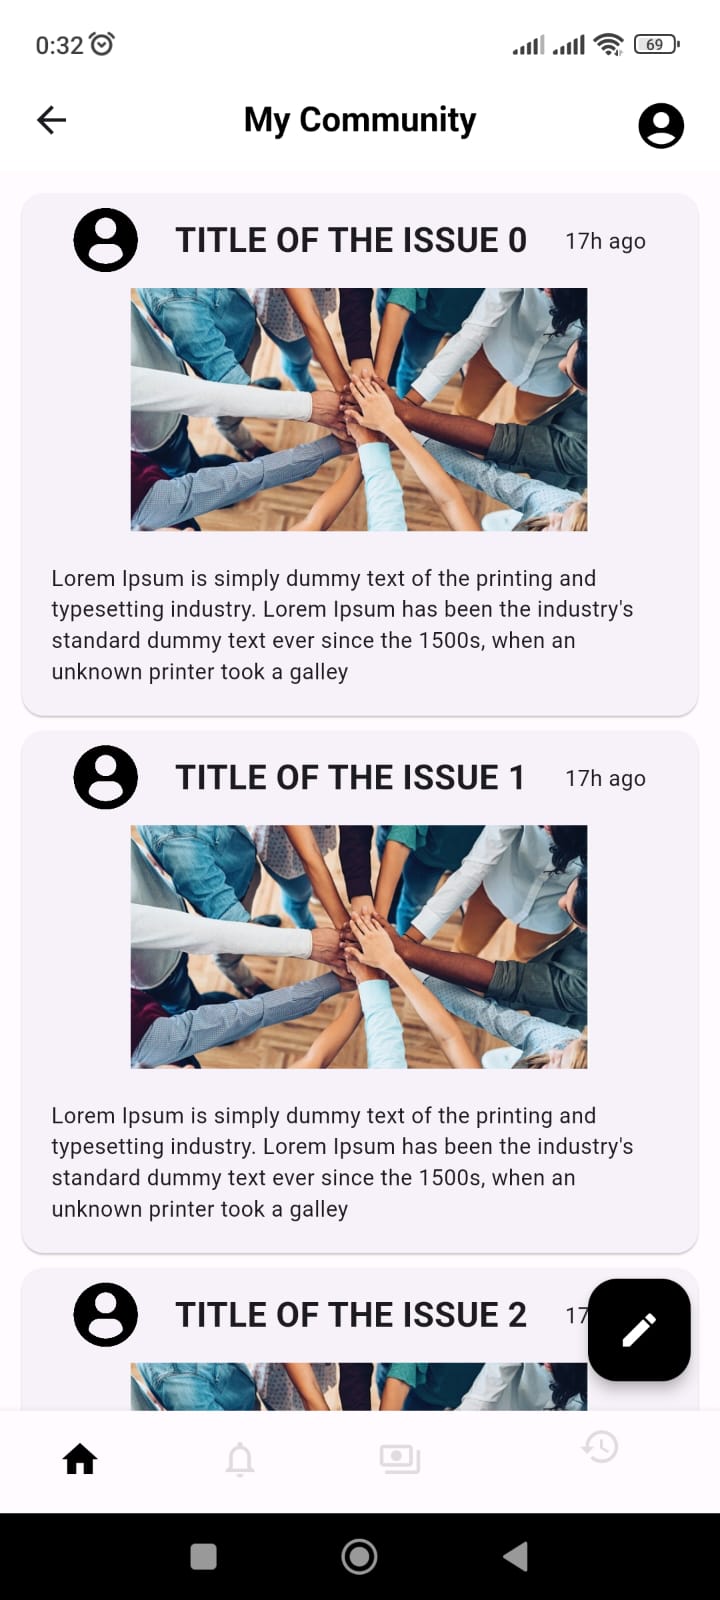 0:32
69
My Community
TITLE OF THE ISSUE 0
17h ago
Lorem Ipsum is simply dummy text of the printing and
typesetting industry. Lorem Ipsum has been the industry's
standard dummy text ever since the 1500s, when an
unknown printer took a galley
TITLE OF THE ISSUE 1
17h ago
Lorem Ipsum is simply dummy text of the printing and
typesetting industry. Lorem Ipsum has been the industry's
standard dummy text ever since the 1500s, when an
unknown printer took a galley
TITLE OF THE ISSUE 2
17